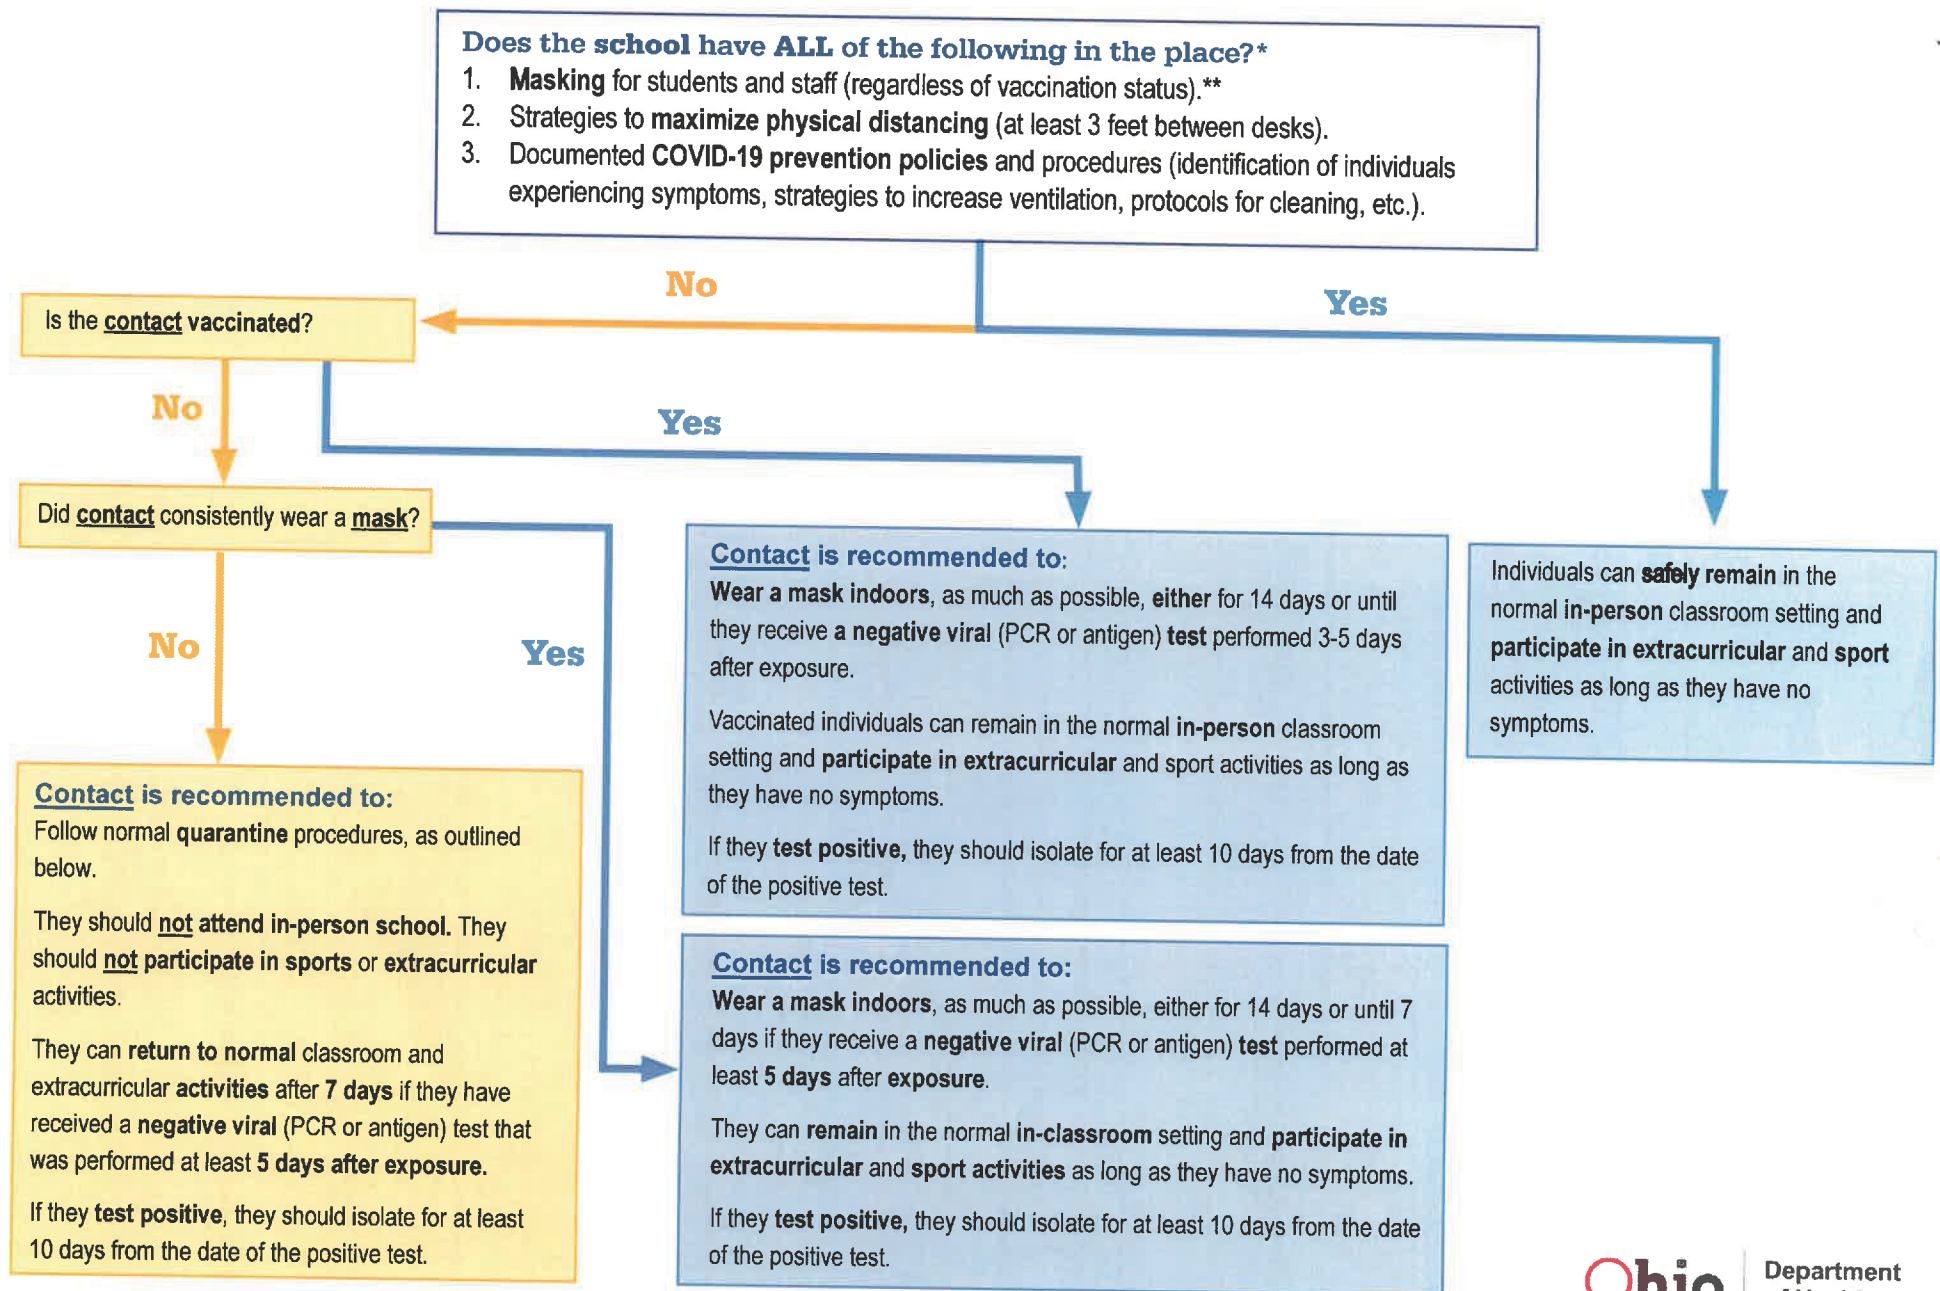 Does the school have ALL of the following in the place?*
1. Masking for students and staff (regardless of vaccination status).**
2. Strategies to maximize physical distancing (at least 3 feet between desks).
3. Documented COVID-19 prevention policies and procedures (identification of individuals
experiencing symptoms, strategies to increase ventilation, protocols for cleaning, etc.).
No
Yes
Is the contact vaccinated?
No
Yes
Did contact consistently wear a mask?
No
Yes
Contact is recommended to:
Wear a mask indoors, as much as possible, either for 14 days or until
they receive a negative viral (PCR or antigen) test performed 3-5 days
after exposure.
Vaccinated individuals can remain in the normal in-person classroom
setting and participate in extracurricular and sport activities as long as
they have no symptoms.
If they test positive, they should isolate for at least 10 days from the date
of the positive test.
Individuals can safely remain in the
normal in-person classroom setting and
participate in extracurricular and sport
activities as long as they have no
symptoms.
Contact is recommended to:
Follow normal quarantine procedures, as outlined
below.
They should not attend in-person school. They
should not participate in sports or extracurricular
activities.
They can return to normal classroom and
extracurricular activities after 7 days if they have
received a negative viral (PCR or antigen) test that
was performed at least 5 days after exposure.
If they test positive, they should isolate for at least
10 days from the date of the positive test.
Contact is recommended to:
Wear a mask indoors, as much as possible, either for 14 days or until 7
days if they receive a negative viral (PCR or antigen) test performed at
least 5 days after exposure.
They can remain in the normal in-classroom setting and participate in
extracurricular and sport activities as long as they have no symptoms.
If they test positive, they should isolate for at least 10 days from the date
of the positive test.
Ohio
Department